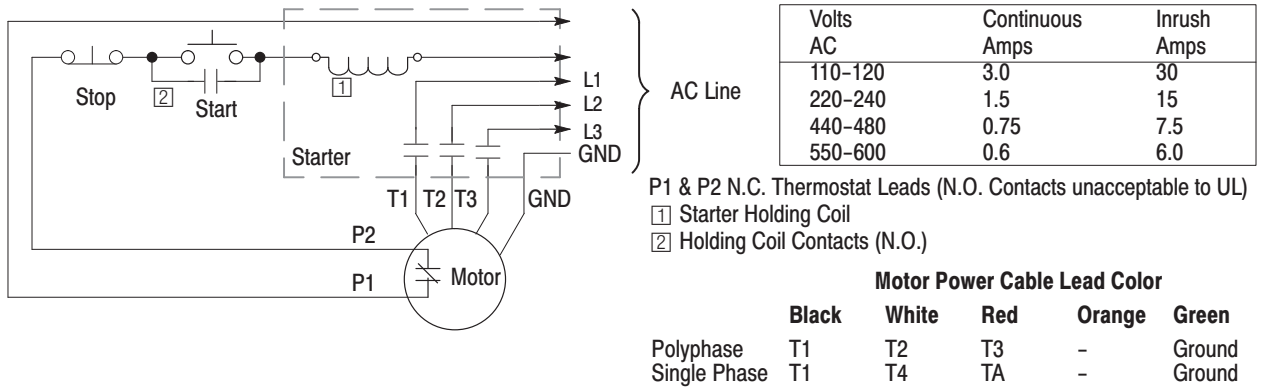 Stop
2
Start
1
Starter
L1
L2
L3
GND
AC Line
T1 T2 T3 GND
P2
P1
Motor
Volts AC Continuous Amps Inrush Amps
110-120 3.0 30
220-240 1.5 15
440-480 0.75 7.5
550-600 0.6 6.0
P1 & P2 N.C. Thermostat Leads (N.O. Contacts unacceptable to UL)
1 Starter Holding Coil
2 Holding Coil Contacts (N.O.)
Motor Power Cable Lead Color
Black White Red Orange Green
Polyphase T1 T2 T3 - Ground
Single Phase T1 T4 TA - Ground